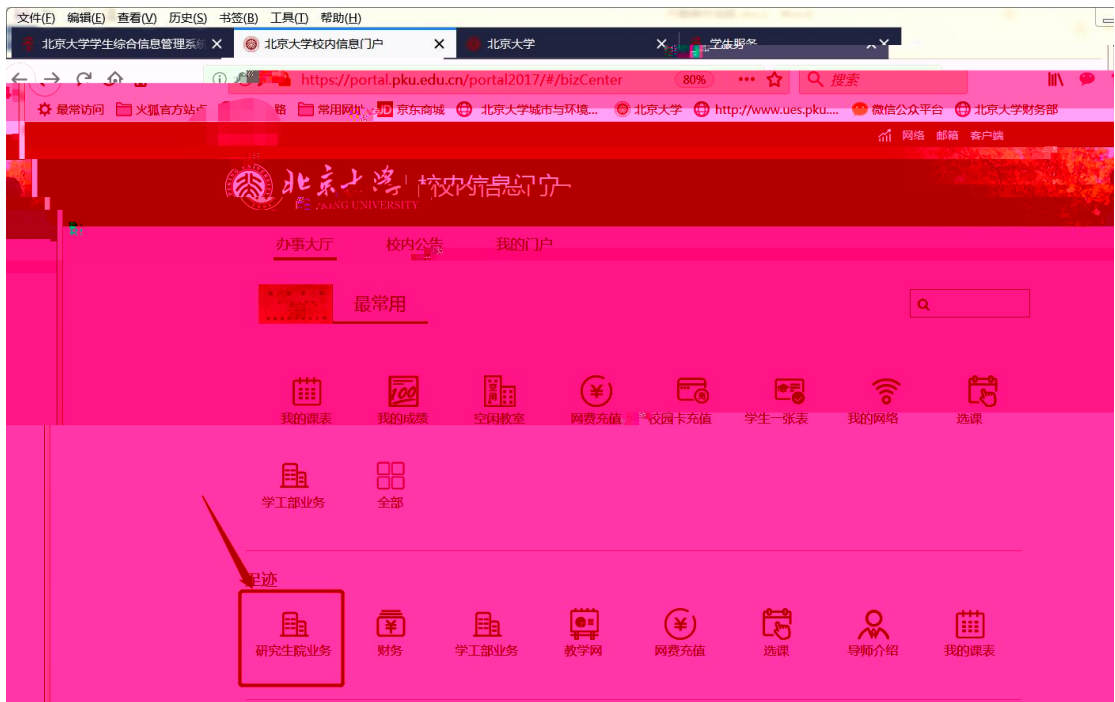 文件(F) 编辑(E) 查看(V) 历史(S) 书签(B) 工具(T) 帮助(H)
北京大学学生综合信息管理系统 × 北京大学校内信息门户 × 北京大学 × ×
https://portal.pku.edu.cn/portal2017/#/bizCenter 80% ••• 搜索
最常访问 火狐官方站点 常用网址 JD 京东商城 北京大学城市与环境... 北京大学 http://www.ues.pku.... 微信公众平台 北京大学财务部
网络 邮箱 客户端
北京大学 校内信息门户
UNIVERSITY
办事大厅 校内公告 我的门户
最常用
我的课表 我的成绩 空闲教室 网费充值 校园卡充值 学生一张表 我的网络 选课
学工部业务 全部
足迹
研究生院业务 财务 学工部业务 教学网 网费充值 选课 导师介绍 我的课表